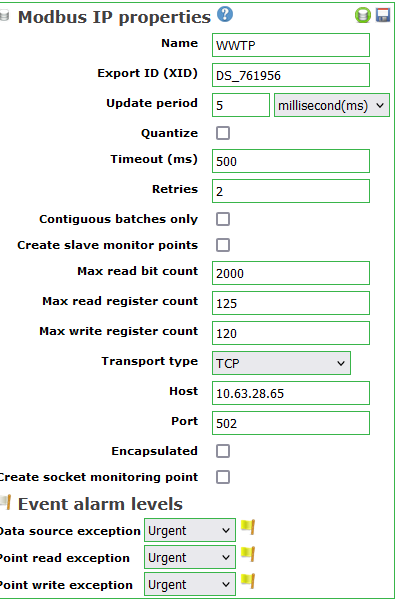 Modbus IP properties ?
Name WWTP
Export ID (XID) DS_761956
Update period 5 millisecond(ms)
Quantize
Timeout (ms) 500
Retries 2
Contiguous batches only
Create slave monitor points
Max read bit count 2000
Max read register count 125
Max write register count 120
Transport type TCP
Host 10.63.28.65
Port 502
Encapsulated
Create socket monitoring point
Event alarm levels
Data source exception Urgent
Point read exception Urgent
Point write exception Urgent